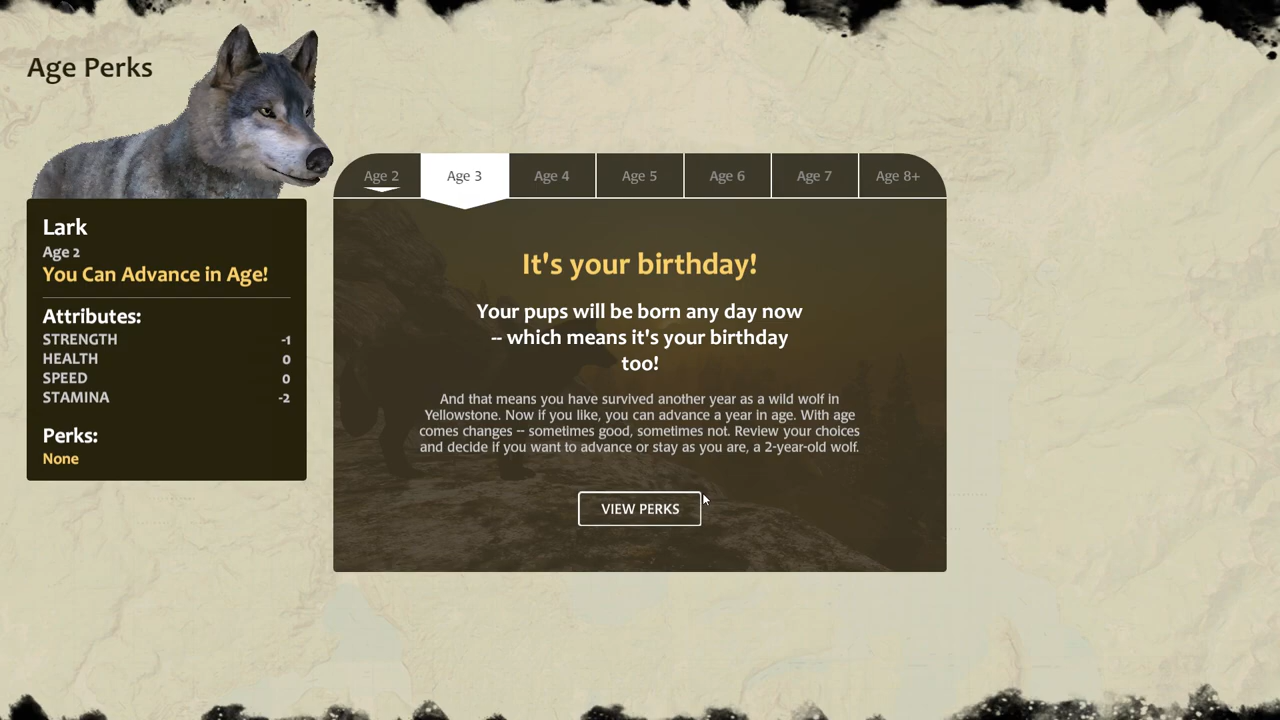 Age Perks
Lark
Age 2
You Can Advance in Age!
Attributes:
STRENGTH -1
HEALTH 0
SPEED 0
STAMINA -2
Perks:
None
Age 2 Age 3 Age 4 Age 5 Age 6 Age 7 Age 8+
It's your birthday!
Your pups will be born any day now
-- which means it's your birthday
too!
And that means you have survived another year as a wild wolf in
Yellowstone. Now if you like, you can advance a year in age. With age
comes changes -- sometimes good, sometimes not. Review your choices
and decide if you want to advance or stay as you are, a 2-year-old wolf.
VIEW PERKS